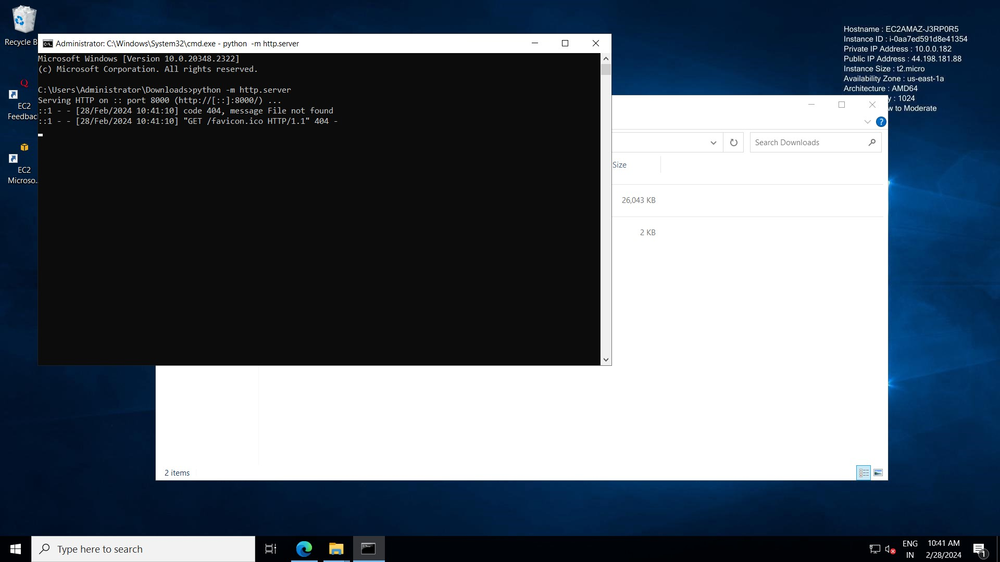 Recycle B
EC2
Feedbac
EC2
Microso..
Administrator: C:\Windows\System32\cmd.exe - python  -m http.server
Microsoft Windows [Version 10.0.20348.2322]
(c) Microsoft Corporation. All rights reserved.
C:\Users\Administrator\Downloads>python -m http.server
Serving HTTP on :: port 8000 (http://[::]:8000/) ...
::1 - - [28/Feb/2024 10:41:10] code 404, message File not found
::1 - - [28/Feb/2024 10:41:10] "GET /favicon.ico HTTP/1.1" 404 -
Hostname : EC2AMAZ-J3RP0R5
Instance ID : i-0aa7ed591d8e41354
Private IP Address : 10.0.0.182
Public IP Address : 44.198.181.88
Instance Size : t2.micro
Availability Zone : us-east-1a
Architecture : AMD64
y : 1024
w to Moderate
Search Downloads
Size
26,043 KB
2 KB
2 items
Type here to search
ENG
IN
10:41 AM
2/28/2024
1